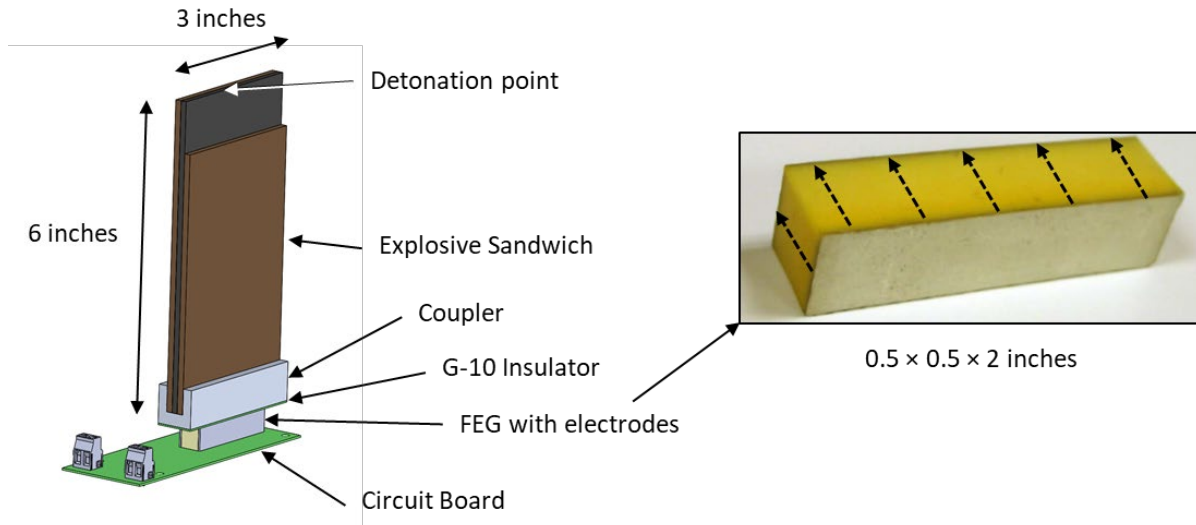 3 inches
Detonation point
6 inches
Explosive Sandwich
Coupler
G-10 Insulator
FEG with electrodes
Circuit Board
0.5 × 0.5 × 2 inches